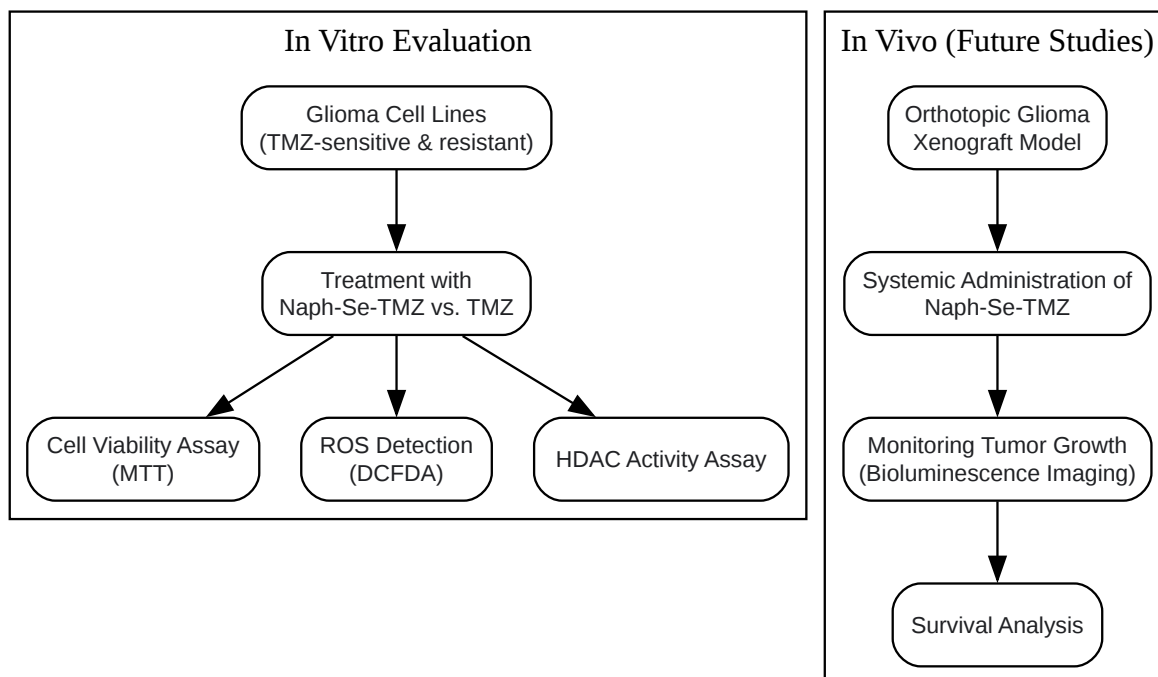 In Vitro Evaluation
Glioma Cell Lines
(TMZ-sensitive & resistant)
Treatment with
Naph-Se-TMZ vs. TMZ
Cell Viability Assay
(MTT)
ROS Detection
(DCFDA)
HDAC Activity Assay
In Vivo (Future Studies)
Orthotopic Glioma
Xenograft Model
Systemic Administration of
Naph-Se-TMZ
Monitoring Tumor Growth
(Bioluminescence Imaging)
Survival Analysis